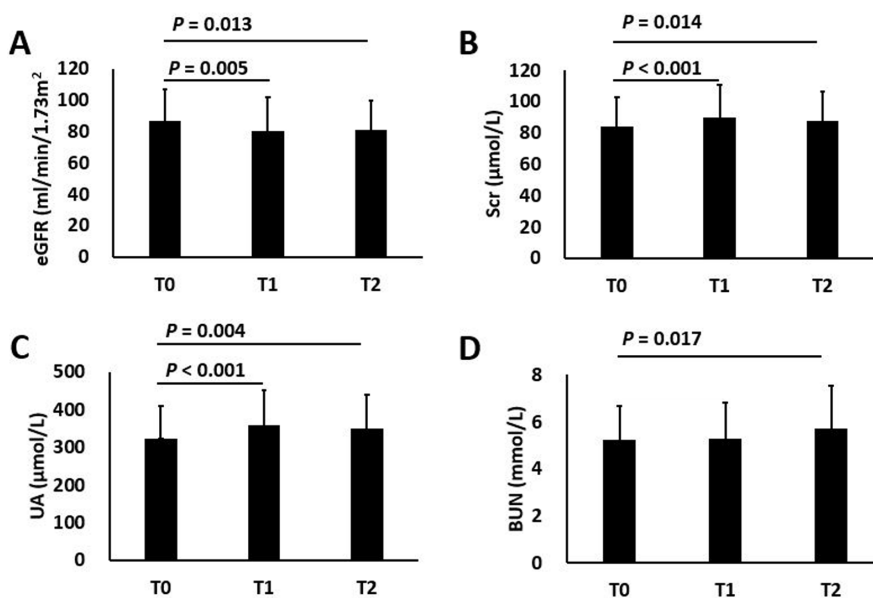 A
P = 0.013
P = 0.005
eGFR (ml/min/1.73m²
120
100
80
60
40
20
0
T0 T1 T2
B
P = 0.014
P < 0.001
Scr (µmol/L)
120
100
80
60
40
20
0
T0 T1 T2
C
P = 0.004
P < 0.001
UA (µmol/L)
500
400
300
200
100
0
T0 T1 T2
D
P = 0.017
BUN (mmol/L)
8
6
4
2
0
T0 T1 T2